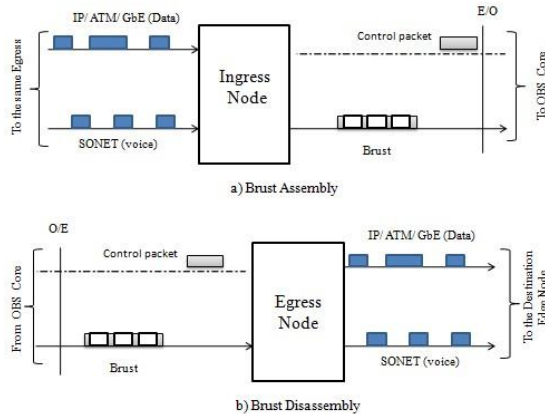 E/O
IP/ ATM/ GbE (Data)
Control packet
To the same Egress
Ingress
Node
To OBS Core
SONET (voice)
Brust
a) Brust Assembly
O/E
IP/ ATM/ GbE (Data)
Control packet
From OBS Core
Egress
Node
To the Destination
Edge Node
Brust
SONET (voice)
b) Brust Disassembly